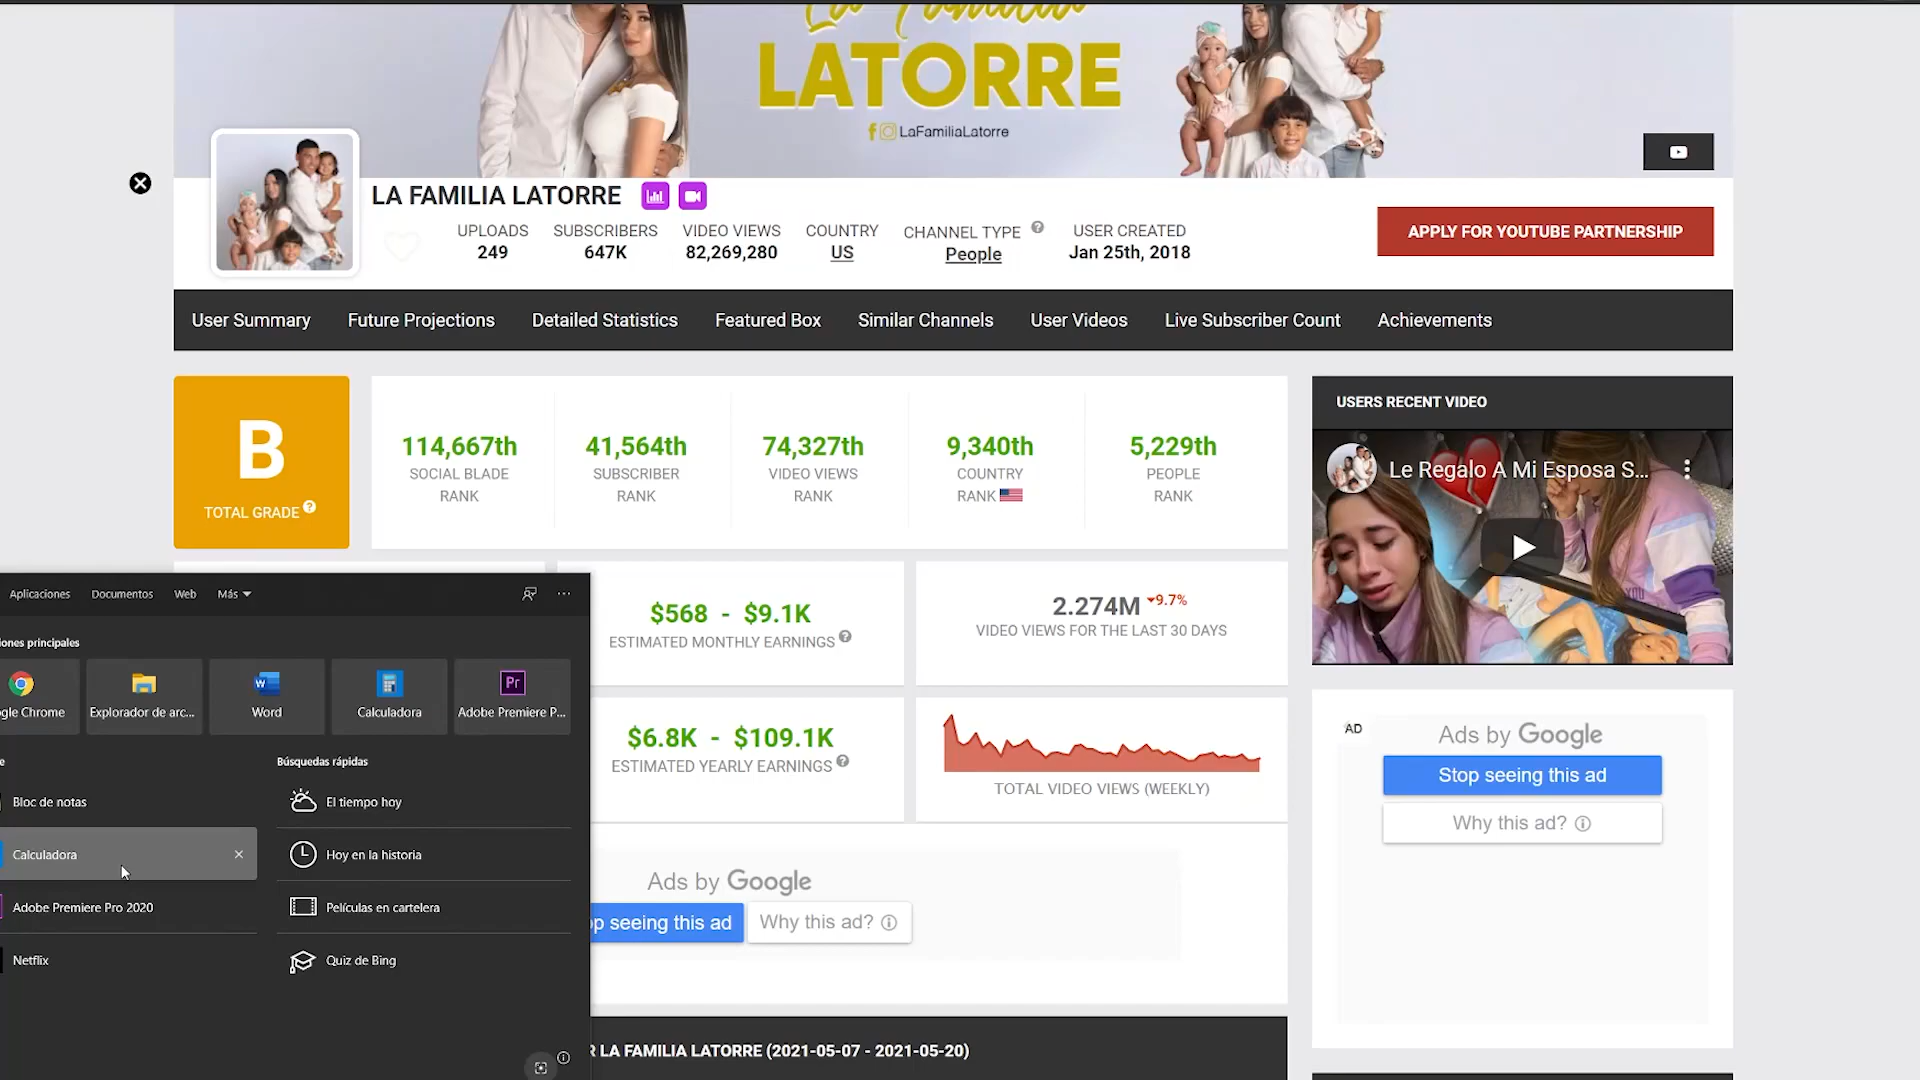 La Familia
LATORRE
LaFamiliaLatorre
LA FAMILIA LATORRE
UPLOADS
249
SUBSCRIBERS
647K
VIDEO VIEWS
82,269,280
COUNTRY
US
CHANNEL TYPE
People
USER CREATED
Jan 25th, 2018
APPLY FOR YOUTUBE PARTNERSHIP
User Summary
Future Projections
Detailed Statistics
Featured Box
Similar Channels
User Videos
Live Subscriber Count
Achievements
B
TOTAL GRADE
114,667th
SOCIAL BLADE
RANK
41,564th
SUBSCRIBER
RANK
74,327th
VIDEO VIEWS
RANK
9,340th
COUNTRY
RANK
5,229th
PEOPLE
RANK
USERS RECENT VIDEO
Le Regalo A Mi Esposa S...
$568 - $9.1K
ESTIMATED MONTHLY EARNINGS
2.274M 9.7%
VIDEO VIEWS FOR THE LAST 30 DAYS
$6.8K - $109.1K
ESTIMATED YEARLY EARNINGS
TOTAL VIDEO VIEWS (WEEKLY)
AD
Ads by Google
Stop seeing this ad
Why this ad?
Ads by Google
op seeing this ad
Why this ad?
R LA FAMILIA LATORRE (2021-05-07 - 2021-05-20)
Aplicaciones
Documentos
Web
Más
iones principales
gle Chrome
Explorador de arc...
Word
Calculadora
Pr
Adobe Premiere P...
e
Búsquedas rápidas
Bloc de notas
Calculadora
Adobe Premiere Pro 2020
Netflix
El tiempo hoy
Hoy en la historia
Películas en cartelera
Quiz de Bing